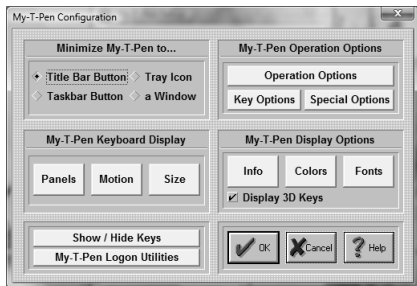 My-T-Pen Configuration
Minimize My-T-Pen to...
Title Bar Button
Tray Icon
Taskbar Button
a Window
My-T-Pen Operation Options
Operation Options
Key Options
Special Options
My-T-Pen Keyboard Display
Panels
Motion
Size
My-T-Pen Display Options
Info
Colors
Fonts
Display 3D Keys
Show / Hide Keys
My-T-Pen Logon Utilities
OK
Cancel
Help